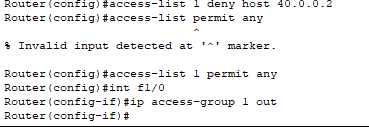 Router(config)#access-list 1 deny host 40.0.0.2
Router(config)#access-list permit any
^
% Invalid input detected at '^' marker.
Router(config)#access-list 1 permit any
Router(config)#int f1/0
Router(config-if)#ip access-group 1 out
Router(config-if)#